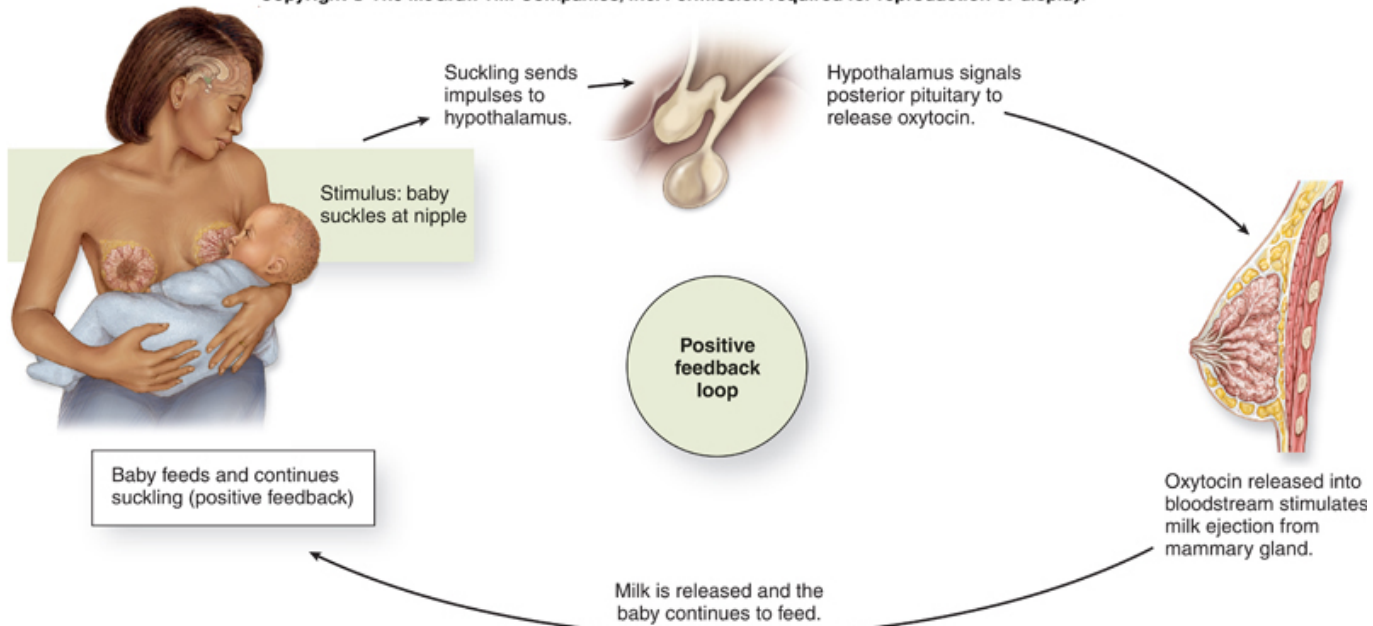 Suckling sends
impulses to
hypothalamus.
Hypothalamus signals
posterior pituitary to
release oxytocin.
Stimulus: baby
suckles at nipple
Positive
feedback
loop
Baby feeds and continues
suckling (positive feedback)
Oxytocin released into
bloodstream stimulates
milk ejection from
mammary gland.
Milk is released and the
baby continues to feed.